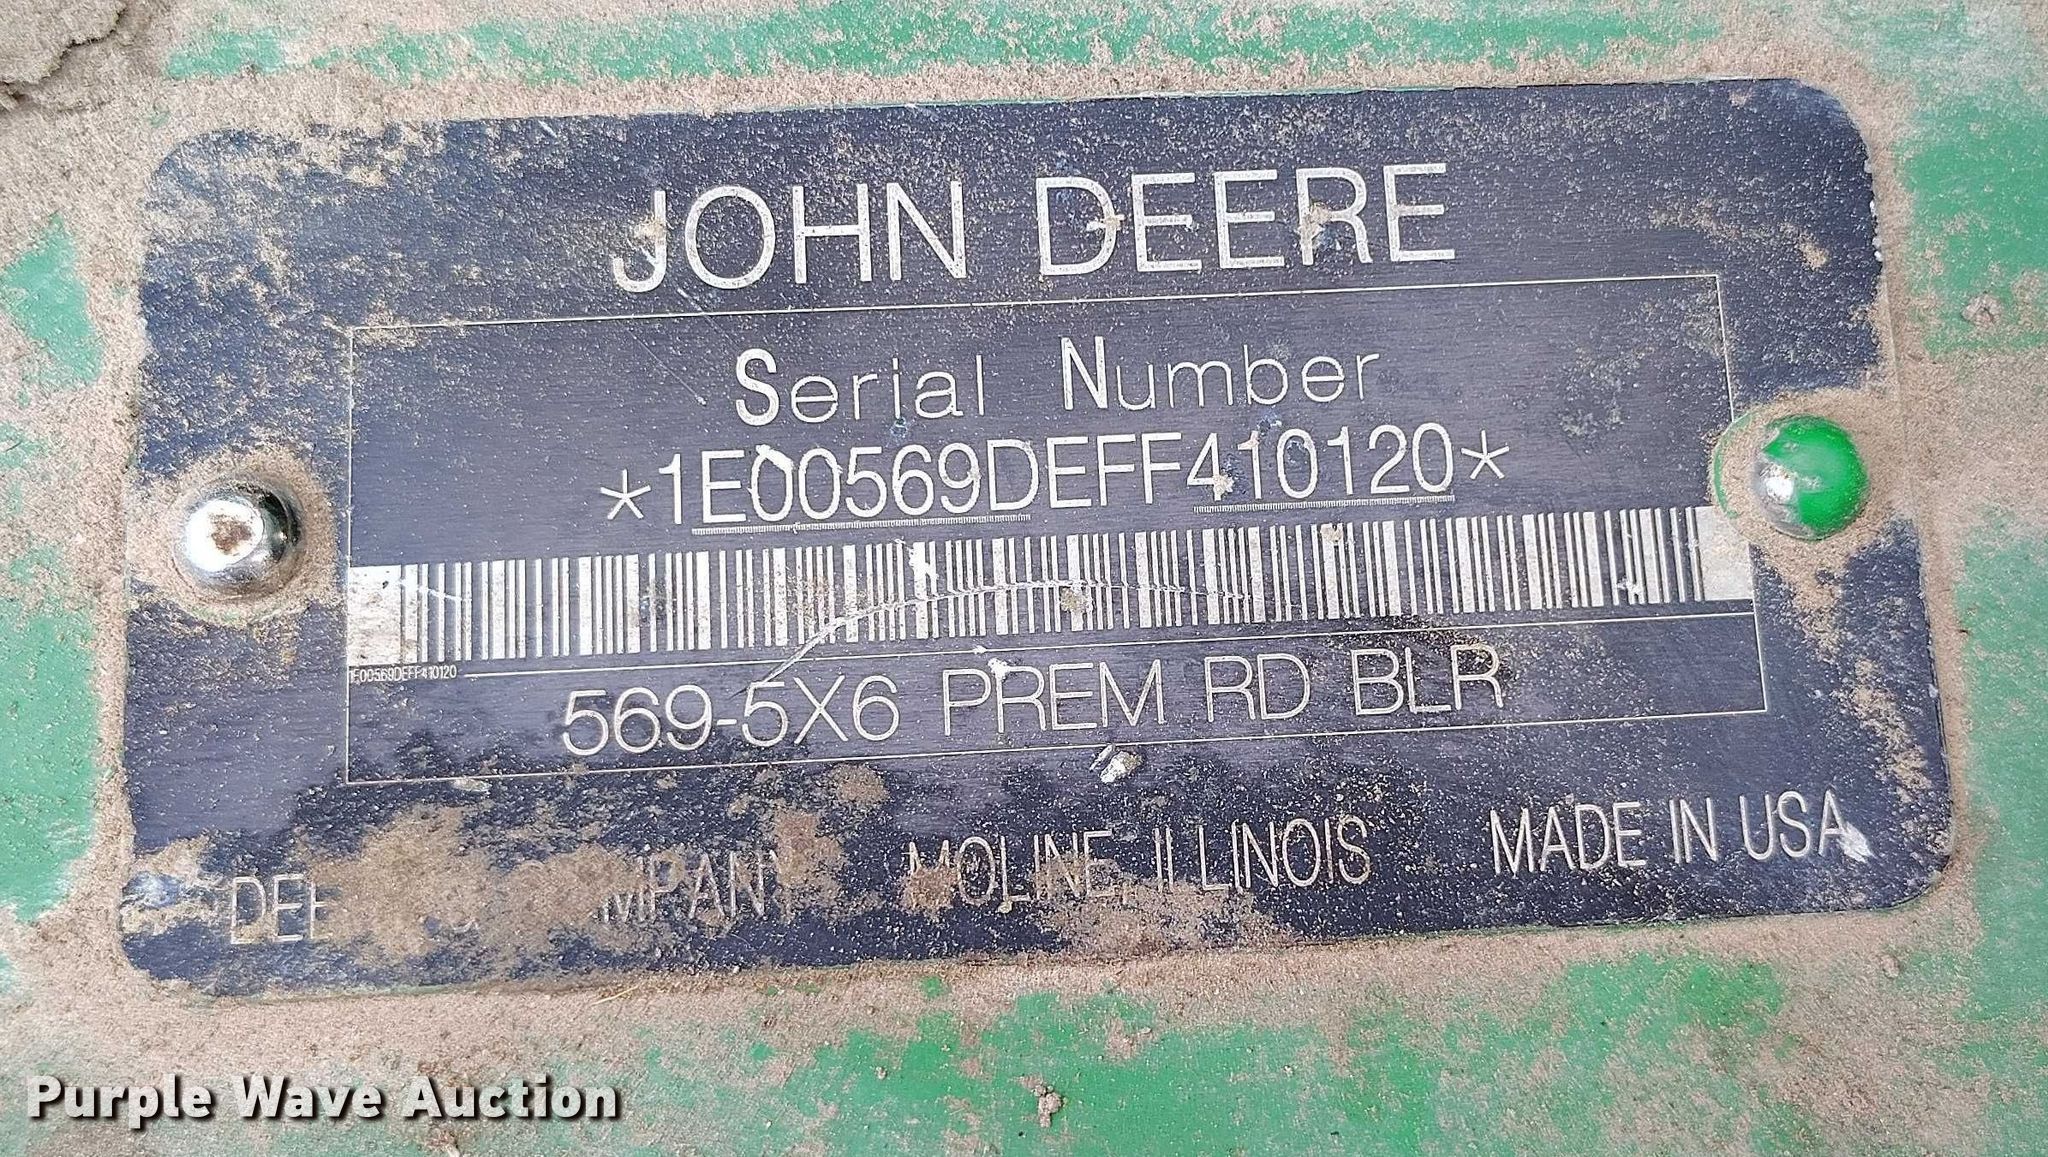 JOHN DEERE
Serial Number
*1E00569DEFF410120*
1E00569DEFF410120
569-5X6 PREM RD BLR
MOLINE, ILLINOIS MADE IN USA
Purple Wave Auction